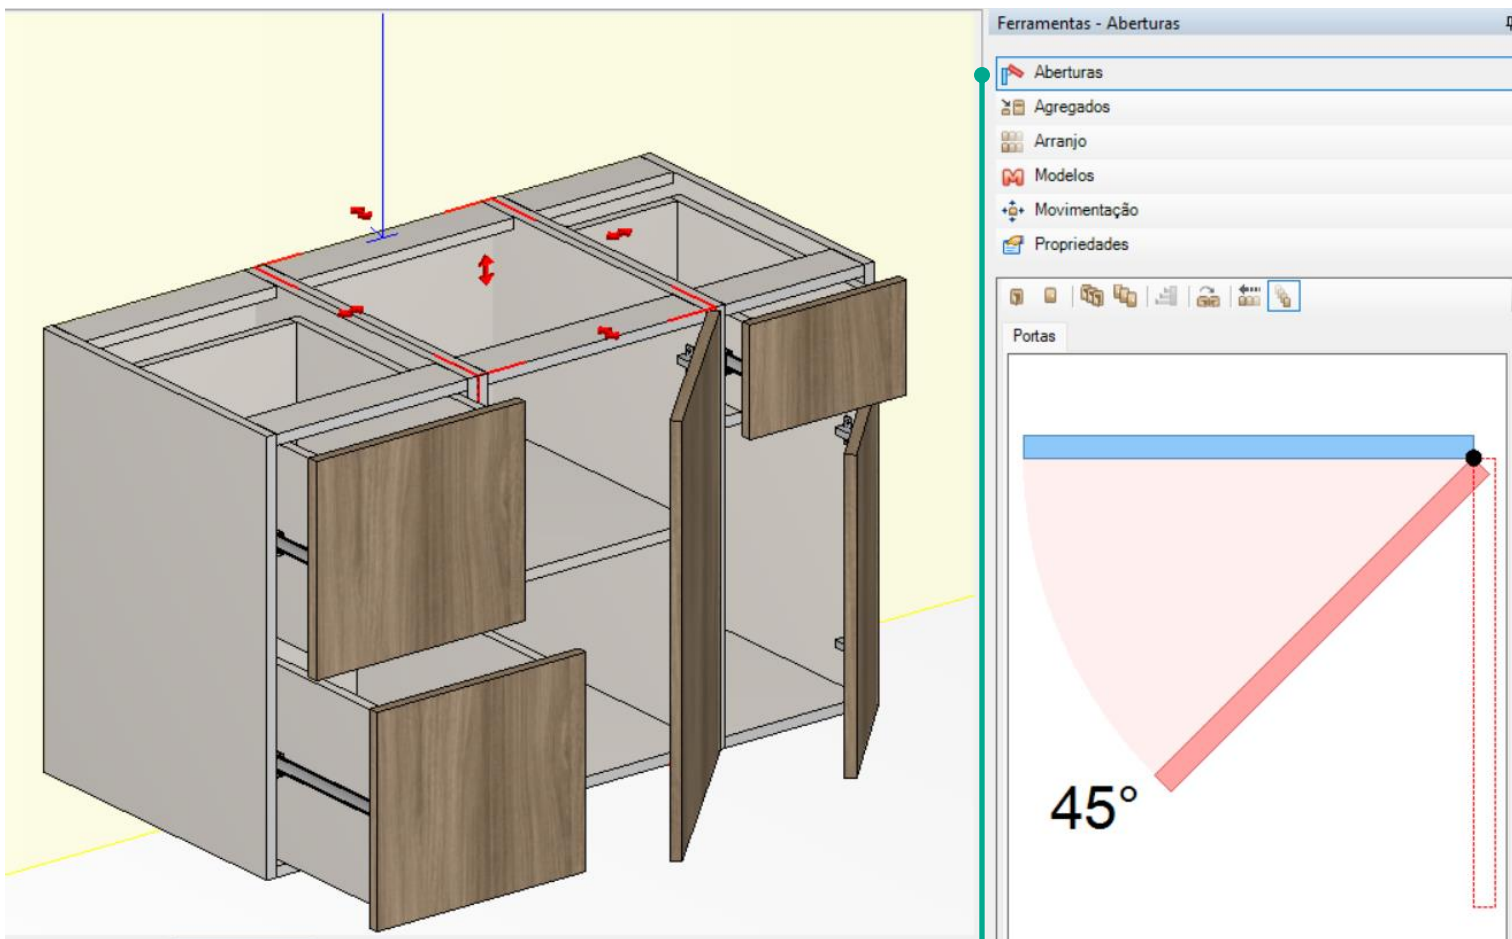 Ferramentas - Aberturas
Aberturas
Agregados
Arranjo
Modelos
Movimentação
Propriedades
Portas
45°